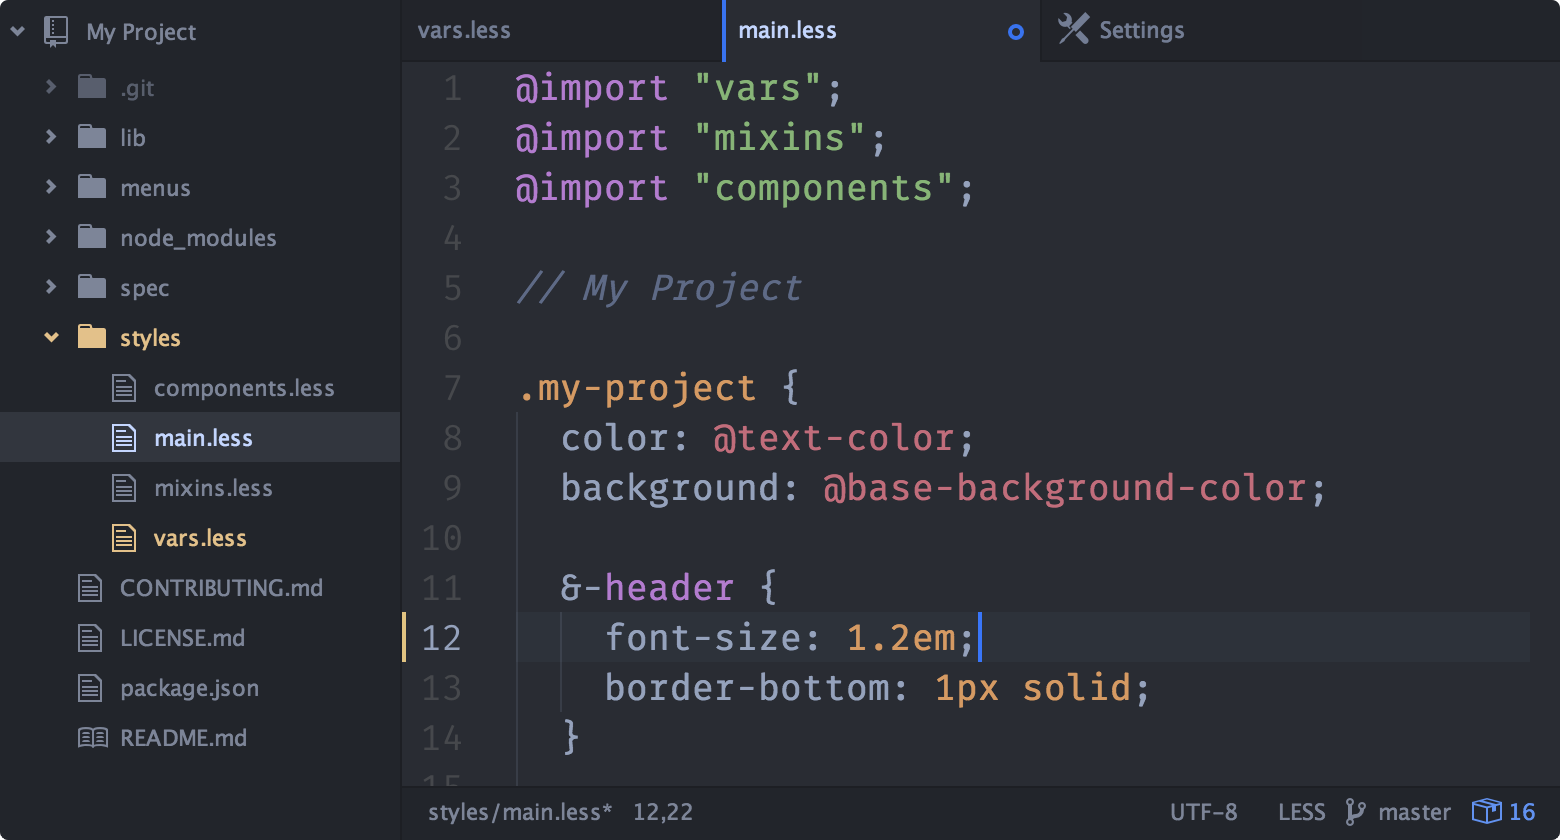 My Project
.git
lib
menus
node_modules
spec
styles
components.less
main.less
mixins.less
vars.less
CONTRIBUTING.md
LICENSE.md
package.json
README.md
vars.less
main.less
Settings
1 @import "vars";
2 @import "mixins";
3 @import "components";
4
5 // My Project
6
7 .my-project {
8 color: @text-color;
9 background: @base-background-color;
10
11 &-header {
12 font-size: 1.2em;
13 border-bottom: 1px solid;
14 }
15
styles/main.less* 12,22
UTF-8 LESS master 16